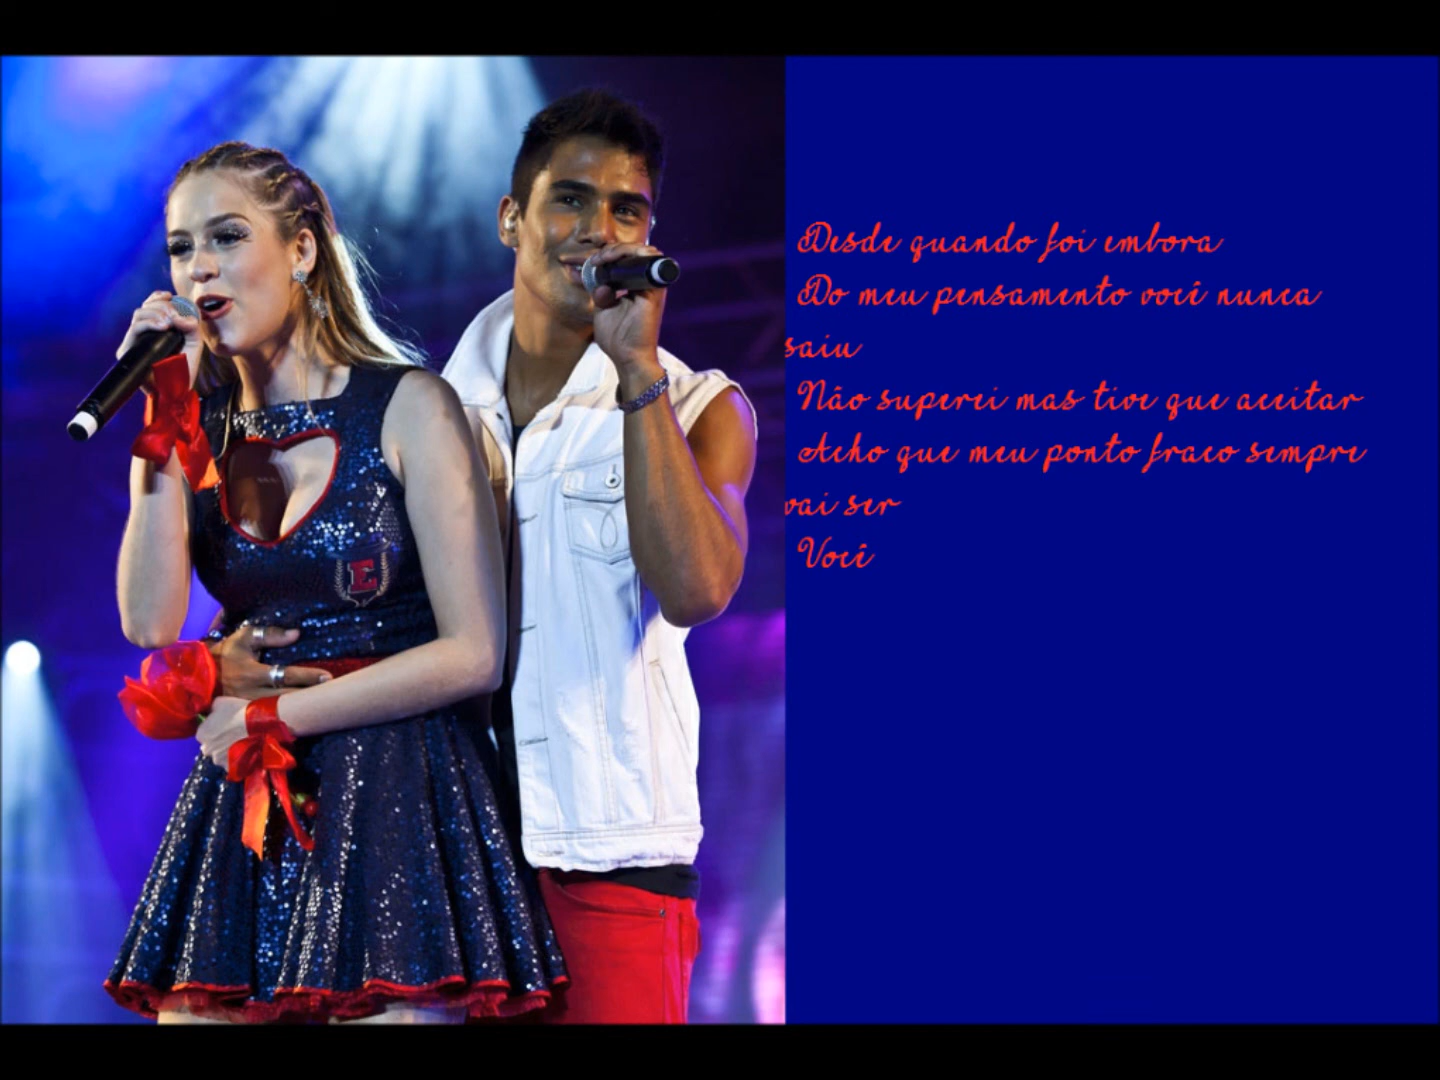 Desde quando foi embora
Do meu pensamento você nunca
saiu
Não superei mas tive que aceitar
Acho que meu ponto fraco sempre
vai ser
Você
E